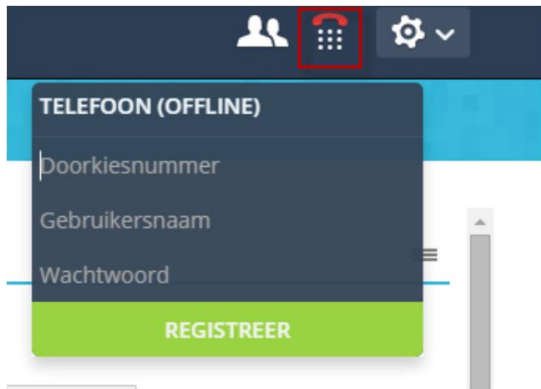 TELEFOON (OFFLINE)
Doorkiesnummer
Gebruikersnaam
Wachtwoord
REGISTREER